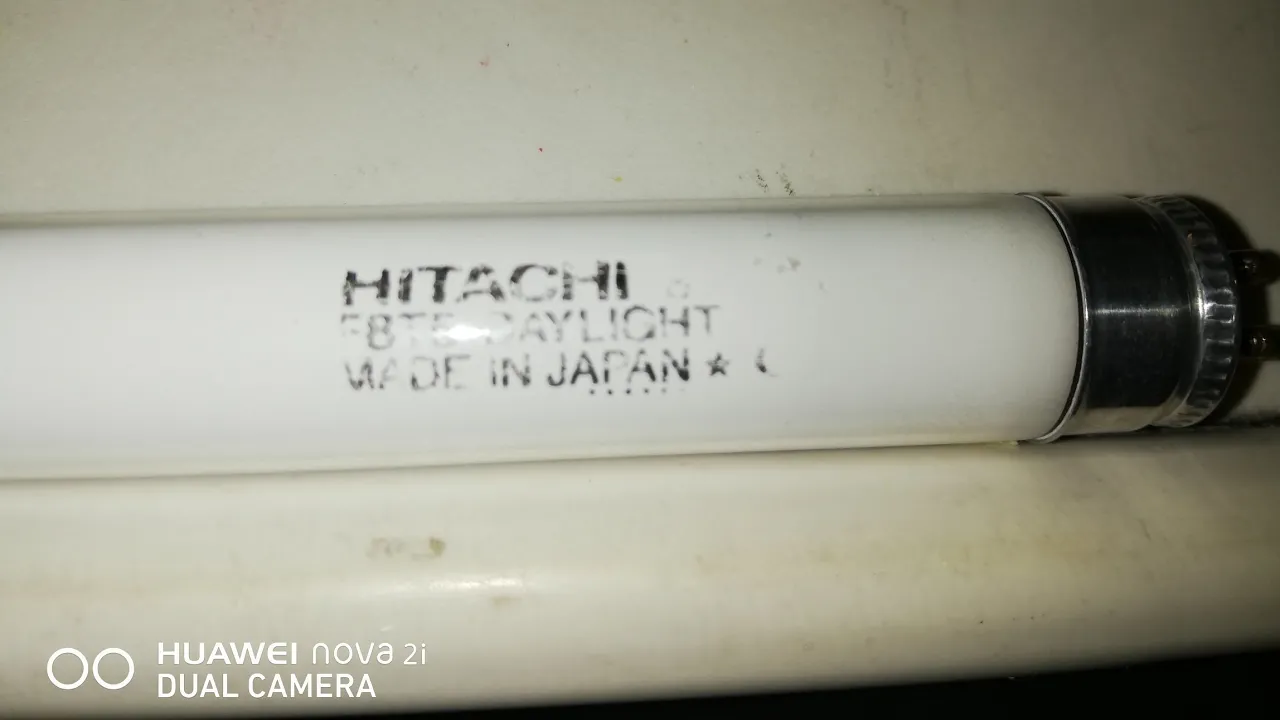 HITACHI
F8T5 DAYLIGHT
MADE IN JAPAN ★
HUAWEI nova 2i
DUAL CAMERA